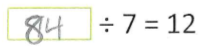 84 ÷ 7 = 12